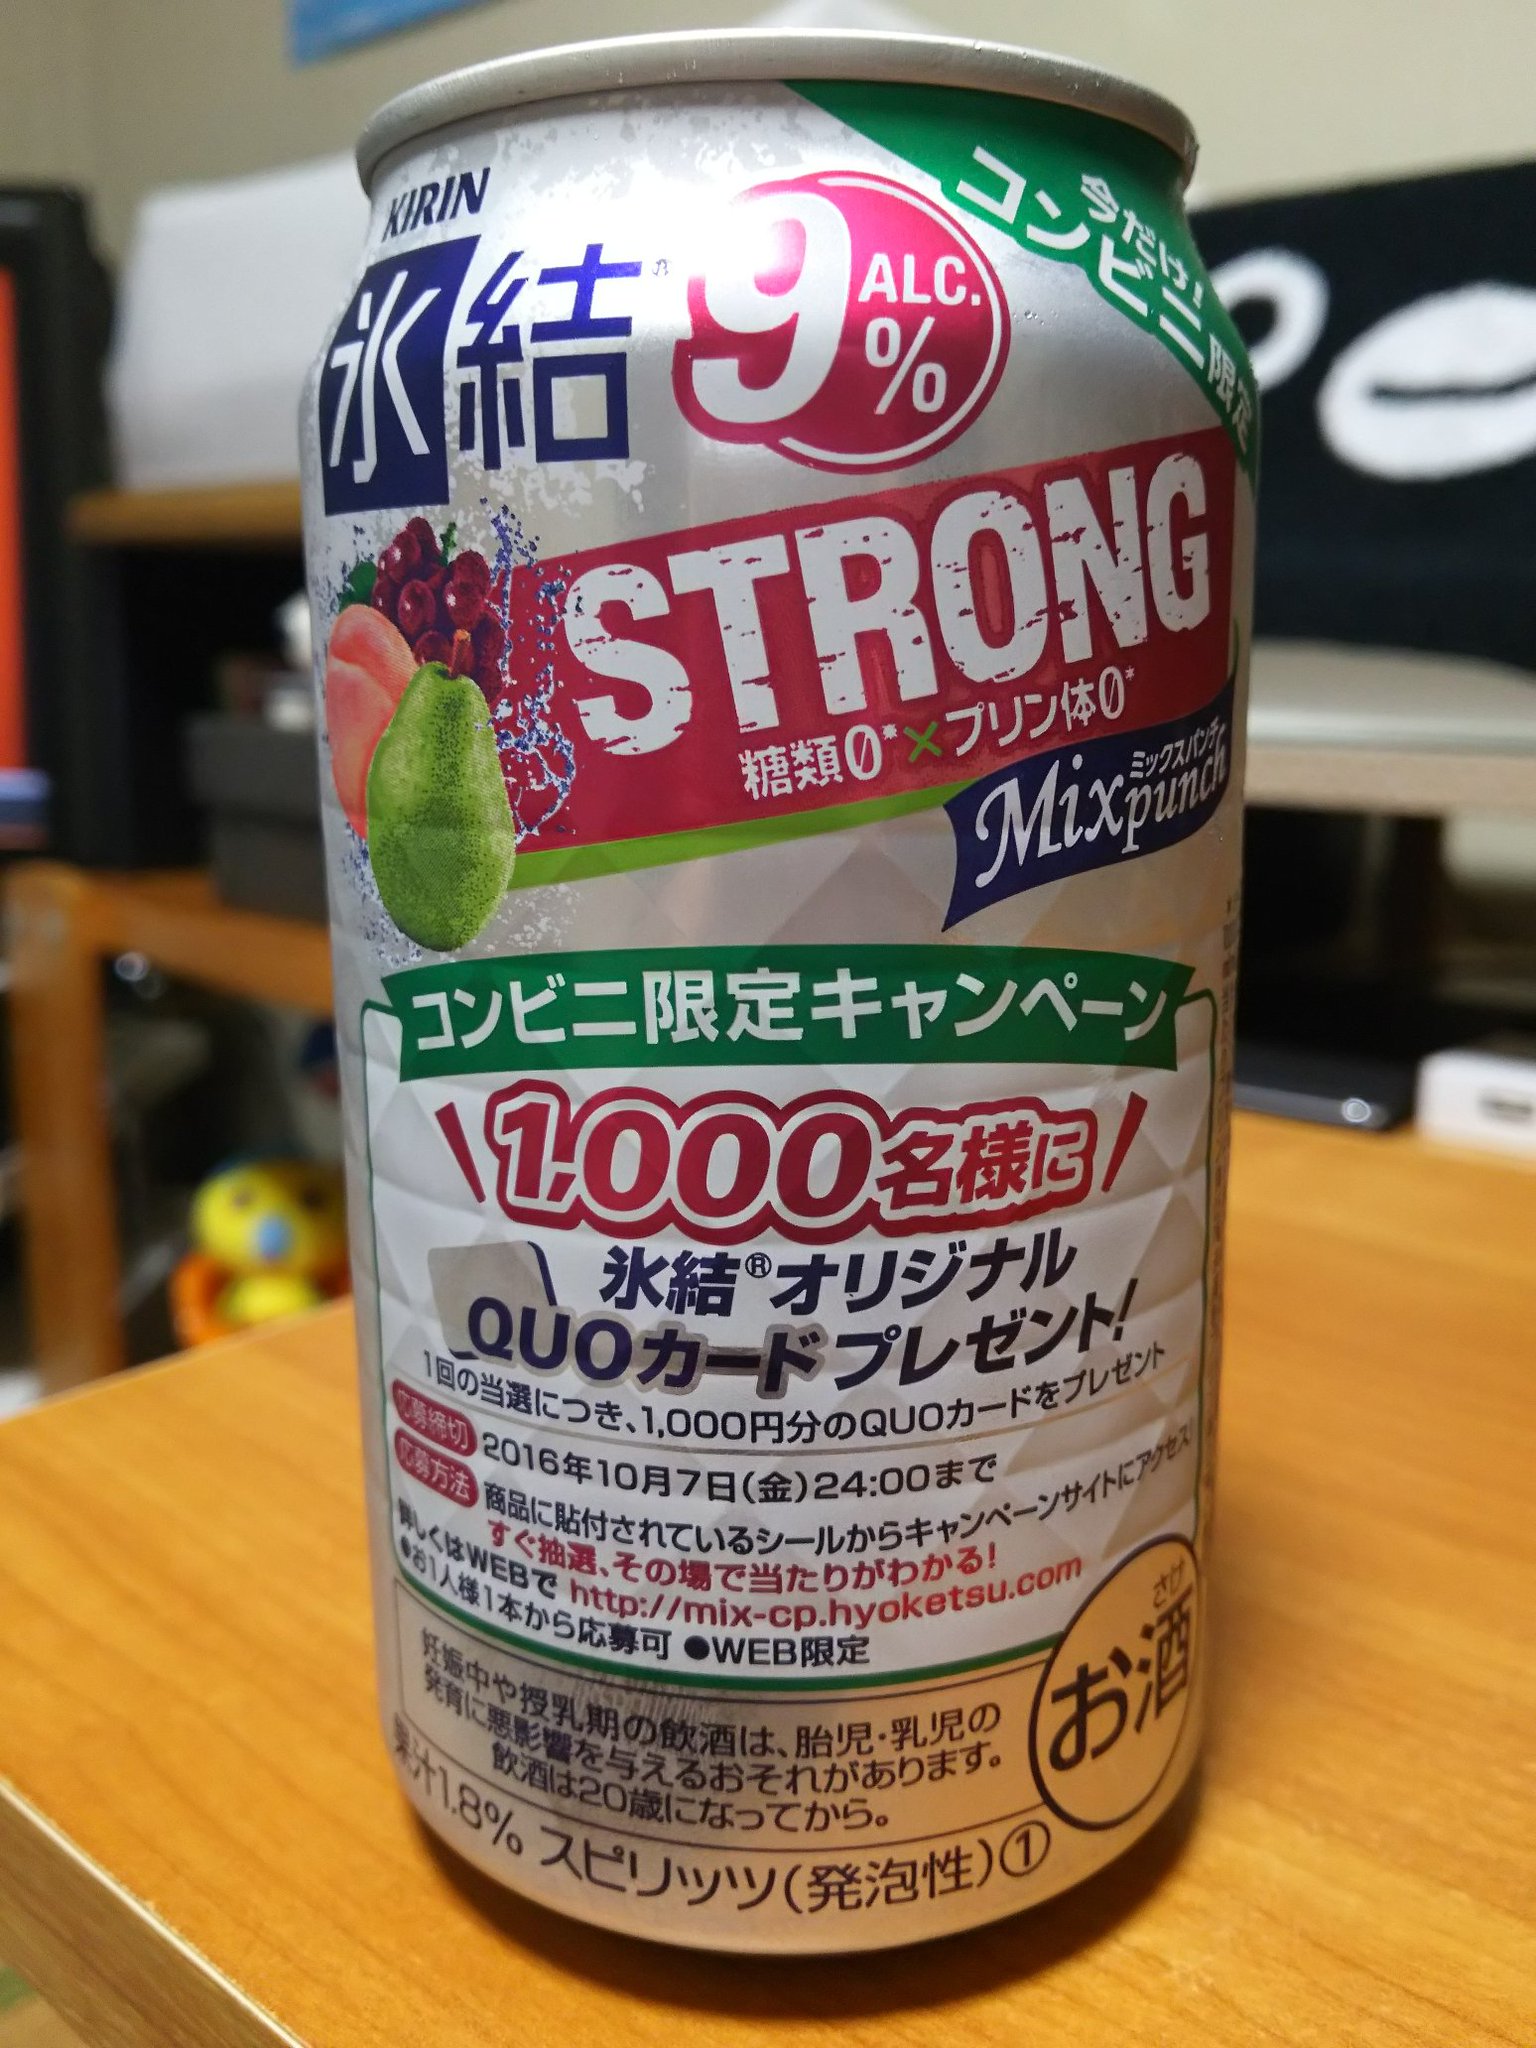 KIRIN
氷結®
9
ALC.
%
今だけ!
コンビニ限定
STRONG
糖類0*×プリン体0*
ミックスパンチ
Mixpunch
コンビニ限定キャンペーン
1,000名様に
氷結®オリジナル
QUOカードプレゼント!
1回の当選につき、1,000円分のQUOカードをプレゼント
応募締切 2016年10月7日(金)24:00まで
応募方法 商品に貼付されているシールからキャンペーンサイトにアクセス!
すぐ抽選、その場で当たりがわかる!
詳しくはWEBで http://mix-cp.hyoketsu.com
●お1人様1本から応募可 ●WEB限定
妊娠中や授乳期の飲酒は、胎児・乳児の
発育に悪影響を与えるおそれがあります。
飲酒は20歳になってから。
さけ
お酒
果汁1.8% スピリッツ(発泡性)①